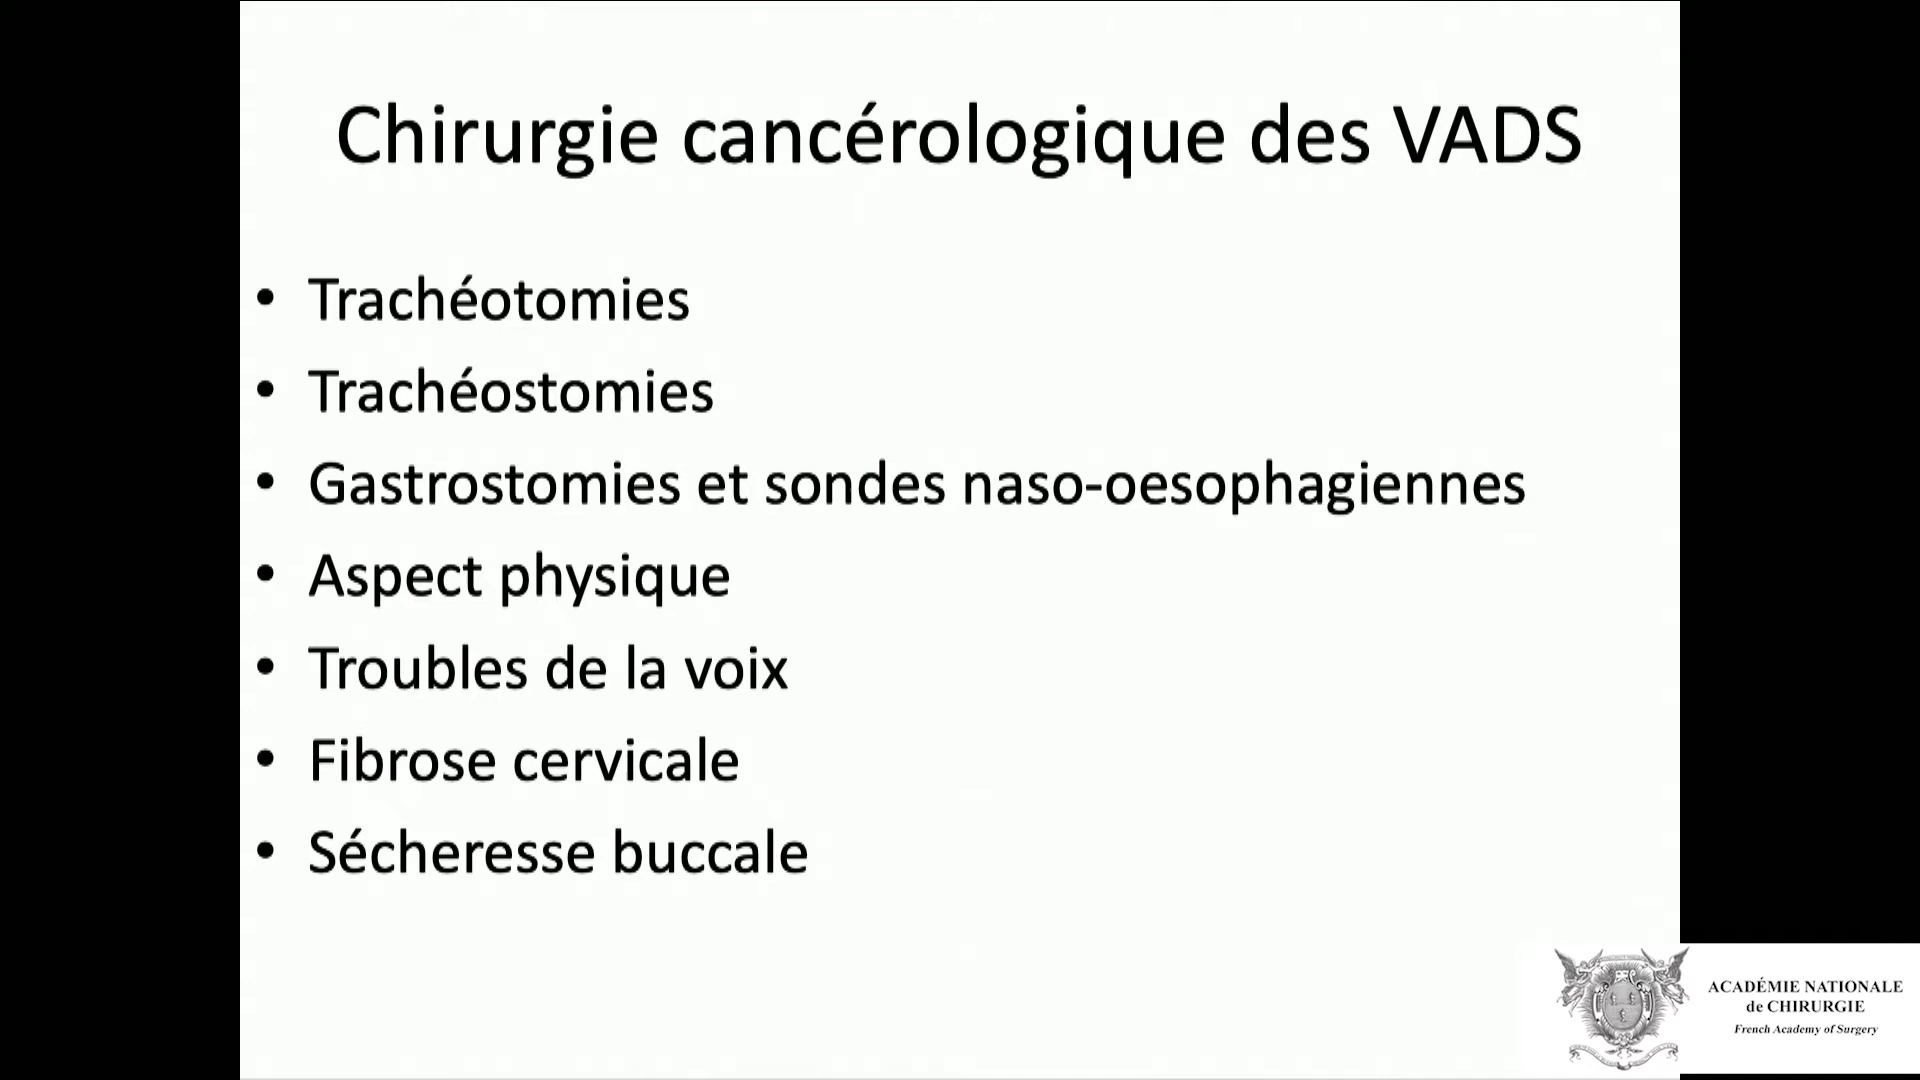 Chirurgie cancérologique des VADS
• Trachéotomies
• Trachéostomies
• Gastrostomies et sondes naso-oesophagiennes
• Aspect physique
• Troubles de la voix
• Fibrose cervicale
• Sécheresse buccale
ACADÉMIE NATIONALE
de CHIRURGIE
French Academy of Surgery